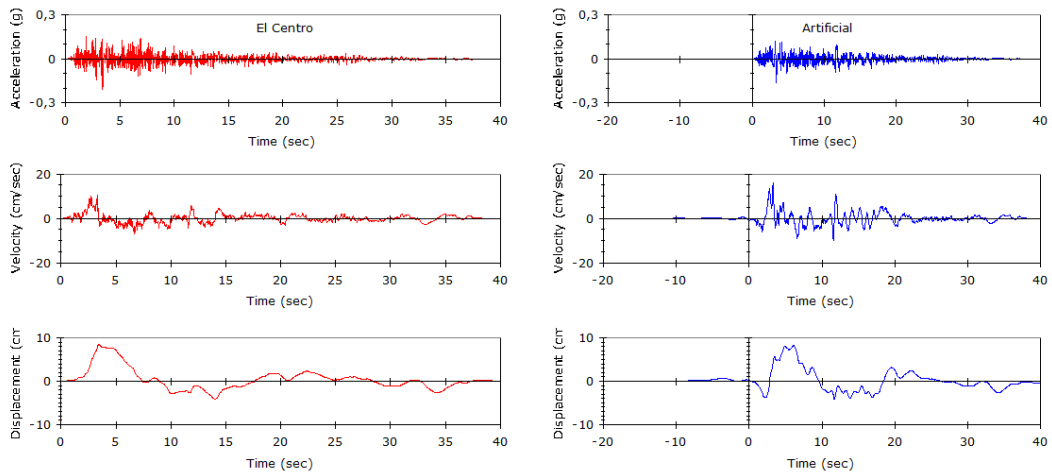 El Centro
Acceleration (g)
0,3
0
-0,3
0 5 10 15 20 25 30 35 40
Time (sec)
Artificial
Acceleration (g)
0,3
0
-0,3
-20 -10 0 10 20 30 40
Time (sec)
Velocity (cm/sec)
20
0
-20
0 5 10 15 20 25 30 35 40
Time (sec)
Velocity (cm/sec)
20
0
-20
-20 -10 0 10 20 30 40
Time (sec)
Displacement (cm
10
0
-10
0 5 10 15 20 25 30 35 40
Time (sec)
Displacement (cm
10
0
-10
-20 -10 0 10 20 30 40
Time (sec)